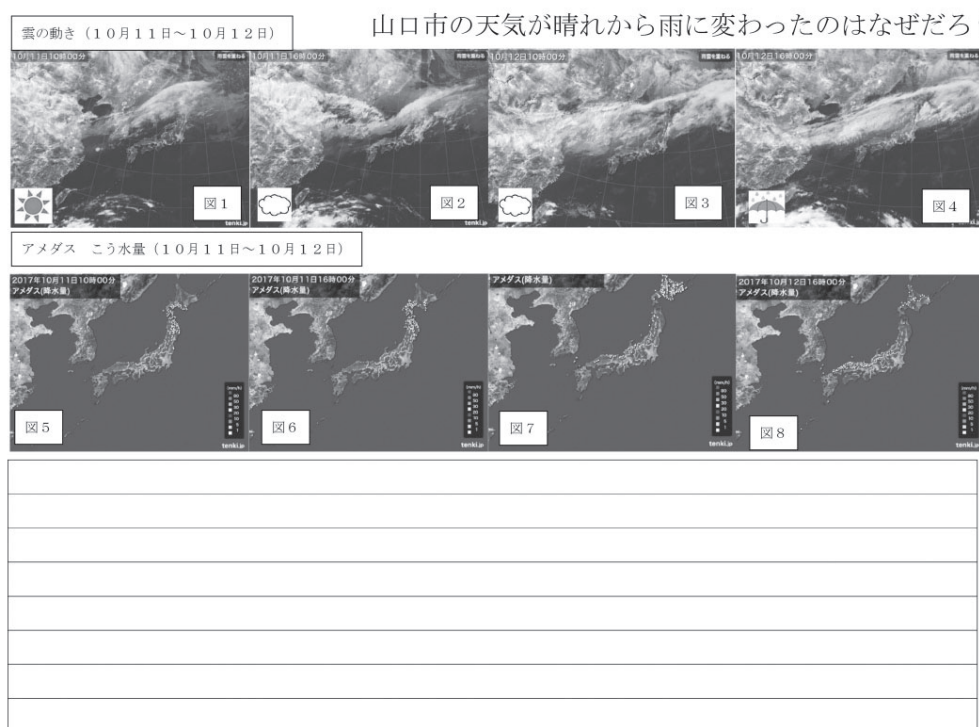 山口市の天気が晴れから雨に変わったのはなぜだろ
雲の動き（１０月１１日～１０月１２日）
10月11日10時00分
10月11日16時00分
10月12日10時00分
10月12日16時00分
図１
図２
図３
図４
tenki.jp
アメダス　こう水量（１０月１１日～１０月１２日）
2017年10月11日10時00分
アメダス(降水量)
2017年10月11日16時00分
アメダス(降水量)
アメダス(降水量)
2017年10月12日16時00分
アメダス(降水量)
図５
図６
図７
図８
tenki.jp
tenki.jp
tenki.jp
tenki.jp